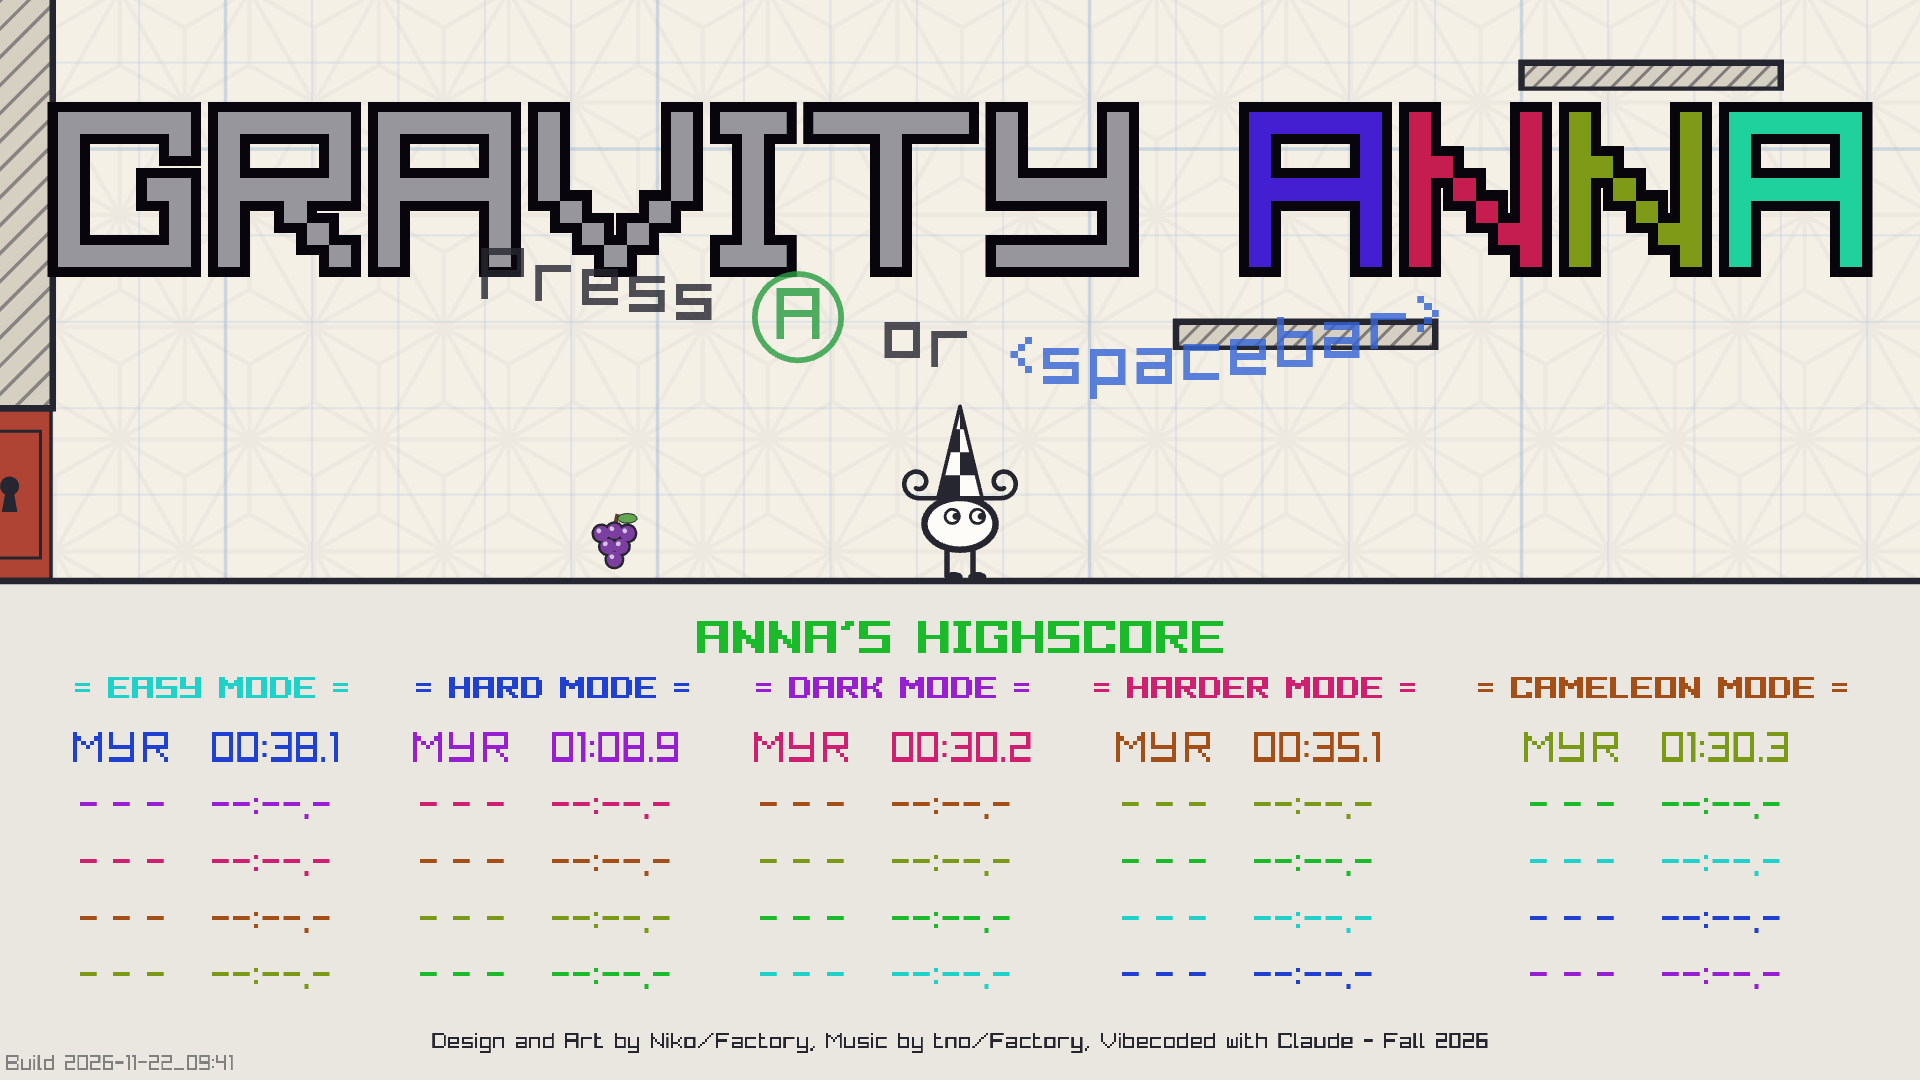 GRAVITY ANNA
Press A or <spacebar>
ANNA'S HIGHSCORE
= EASY MODE = = HARD MODE = = DARK MODE = = HARDER MODE = = CAMELEON MODE =
MYR 00:38.1 MYR 01:08.9 MYR 00:30.2 MYR 00:35.1 MYR 01:30.3
- - - --:--.- - - - --:--.- - - - --:--.- - - - --:--.- - - - --:--.-
- - - --:--.- - - - --:--.- - - - --:--.- - - - --:--.- - - - --:--.-
- - - --:--.- - - - --:--.- - - - --:--.- - - - --:--.- - - - --:--.-
- - - --:--.- - - - --:--.- - - - --:--.- - - - --:--.- - - - --:--.-
Design and Art by Niko/Factory, Music by tno/Factory, Vibecoded with Claude - Fall 2026
Build 2026-11-22_09:41